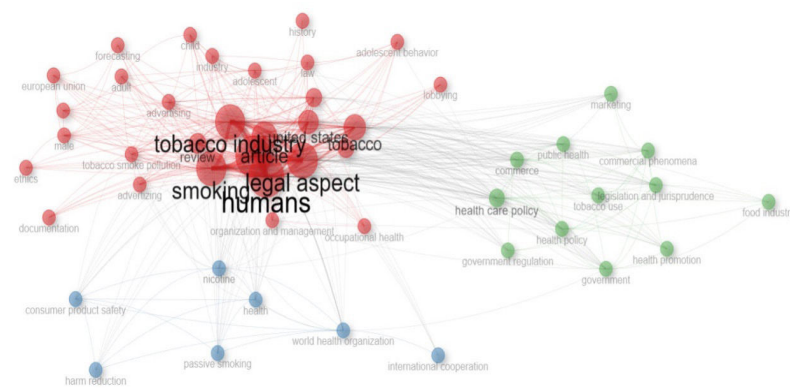 history
child
adolescent behavior
forecasting
industry
law
european union
adult
adolescent
lobbying
advertising
marketing
male
tobacco industry
united states
tobacco
public health
commercial phenomena
tobacco smoke pollution
review
article
commerce
ethics
advertizing
smoking
legal aspect
legislation and jurisprudence
humans
health care policy
tobacco use
food industr
documentation
organization and management
occupational health
health policy
government regulation
health promotion
nicotine
government
consumer product safety
health
world health organization
passive smoking
international cooperation
harm reduction